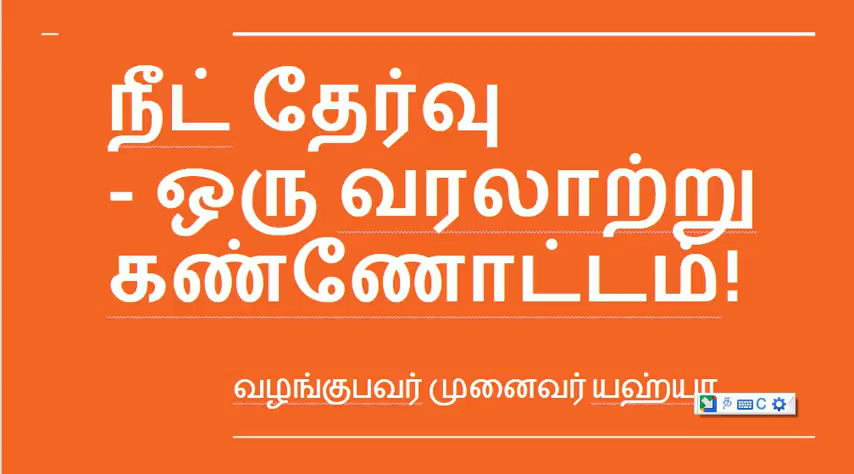 நீட் தேர்வு
- ஒரு வரலாற்று
கண்ணோட்டம்!
வழங்குபவர் முனைவர் யஹ்யா
த C